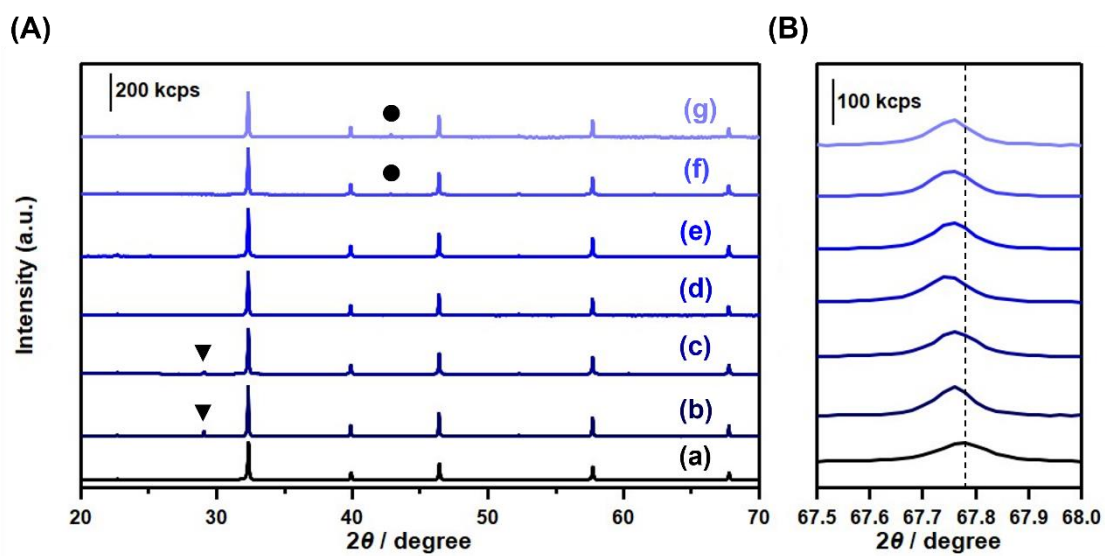 (A)
(B)
200 kcps
100 kcps
(g)
(f)
(e)
(d)
(c)
(b)
(a)
Intensity (a.u.)
20 30 40 50 60 70
67.5 67.6 67.7 67.8 67.9 68.0
2θ / degree
2θ / degree